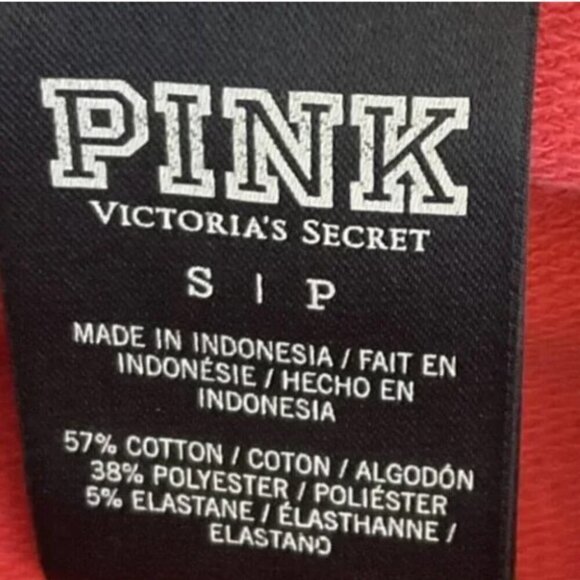 PINK
VICTORIA'S SECRET
S | P
MADE IN INDONESIA / FAIT EN
INDONÉSIE / HECHO EN
INDONESIA
57% COTTON / COTON / ALGODÓN
38% POLYESTER / POLIÉSTER
5% ELASTANE / ÉLASTHANNE /
ELASTANO